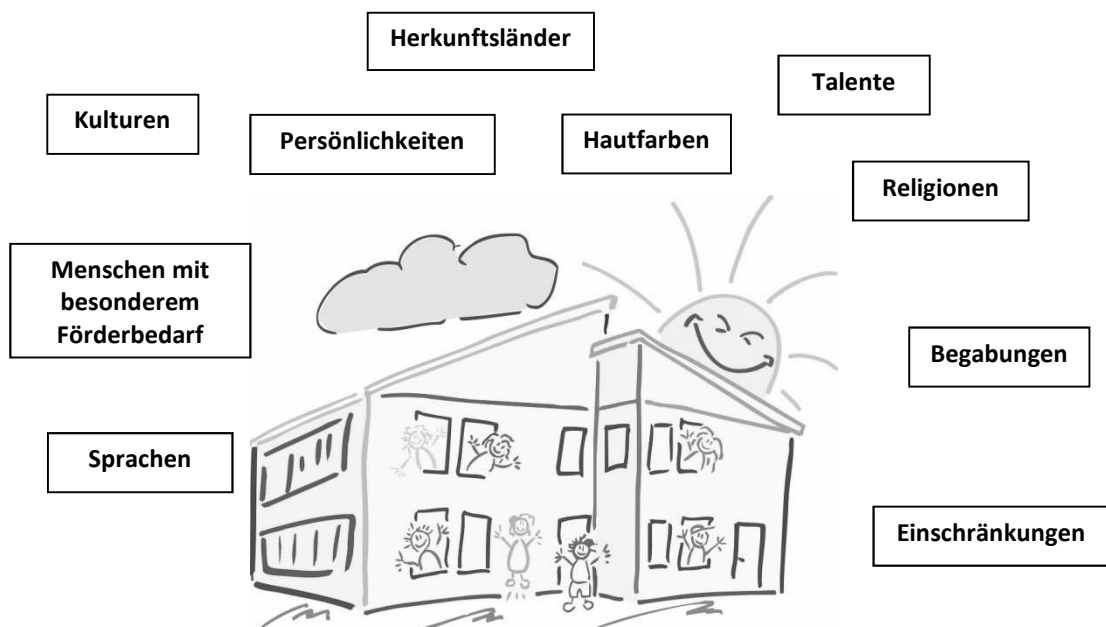 Herkunftsländer
Talente
Kulturen
Persönlichkeiten
Hautfarben
Religionen
Menschen mit
besonderem
Förderbedarf
Begabungen
Sprachen
Einschränkungen